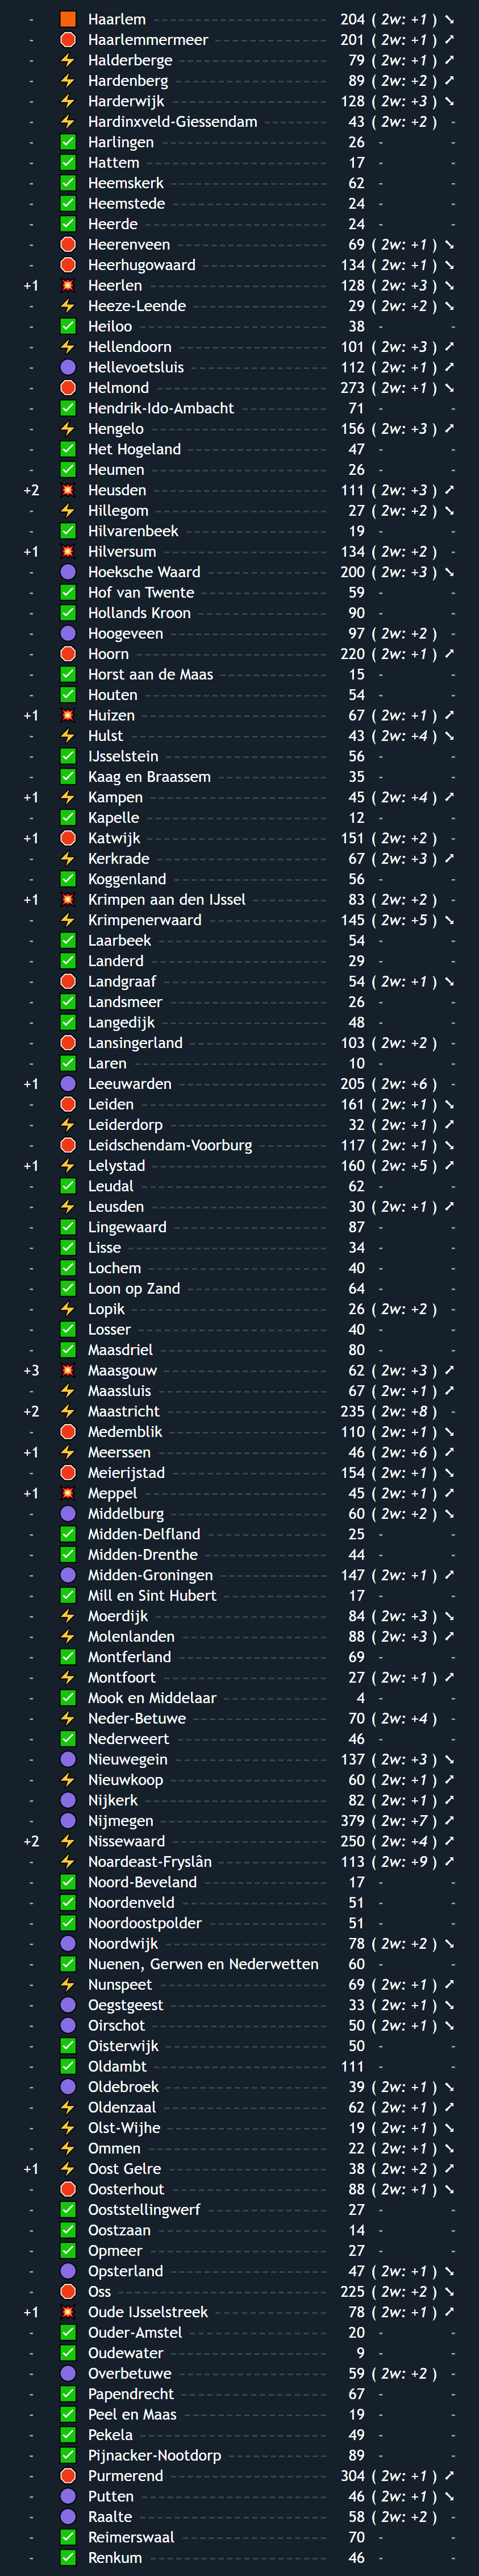 - Haarlem 204 ( 2w: +1 ) ↘
- Haarlemmermeer 201 ( 2w: +1 ) ↗
- Halderberge 79 ( 2w: +1 ) ↗
- Hardenberg 89 ( 2w: +2 ) ↗
- Harderwijk 128 ( 2w: +3 ) ↘
- Hardinxveld-Giessendam 43 ( 2w: +2 ) -
- Harlingen 26 - -
- Hattem 17 - -
- Heemskerk 62 - -
- Heemstede 24 - -
- Heerde 24 - -
- Heerenveen 69 ( 2w: +1 ) ↘
- Heerhugowaard 134 ( 2w: +1 ) ↘
+1 Heerlen 128 ( 2w: +3 ) ↘
- Heeze-Leende 29 ( 2w: +2 ) ↘
- Heiloo 38 - -
- Hellendoorn 101 ( 2w: +3 ) ↗
- Hellevoetsluis 112 ( 2w: +1 ) ↗
- Helmond 273 ( 2w: +1 ) ↘
- Hendrik-Ido-Ambacht 71 - -
- Hengelo 156 ( 2w: +3 ) ↗
- Het Hogeland 47 - -
- Heumen 26 - -
+2 Heusden 111 ( 2w: +3 ) ↗
- Hillegom 27 ( 2w: +2 ) ↘
- Hilvarenbeek 19 - -
+1 Hilversum 134 ( 2w: +2 ) -
- Hoeksche Waard 200 ( 2w: +3 ) ↘
- Hof van Twente 59 - -
- Hollands Kroon 90 - -
- Hoogeveen 97 ( 2w: +2 ) -
- Hoorn 220 ( 2w: +1 ) ↗
- Horst aan de Maas 15 - -
- Houten 54 - -
+1 Huizen 67 ( 2w: +1 ) ↗
- Hulst 43 ( 2w: +4 ) ↘
- IJsselstein 56 - -
- Kaag en Braassem 35 - -
+1 Kampen 45 ( 2w: +4 ) ↗
- Kapelle 12 - -
+1 Katwijk 151 ( 2w: +2 ) -
- Kerkrade 67 ( 2w: +3 ) ↗
- Koggenland 56 - -
+1 Krimpen aan den IJssel 83 ( 2w: +2 ) -
- Krimpenerwaard 145 ( 2w: +5 ) ↘
- Laarbeek 54 - -
- Landerd 29 - -
- Landgraaf 54 ( 2w: +1 ) ↘
- Landsmeer 26 - -
- Langedijk 48 - -
- Lansingerland 103 ( 2w: +2 ) -
- Laren 10 - -
+1 Leeuwarden 205 ( 2w: +6 ) -
- Leiden 161 ( 2w: +1 ) ↘
- Leiderdorp 32 ( 2w: +1 ) ↗
- Leidschendam-Voorburg 117 ( 2w: +1 ) ↘
+1 Lelystad 160 ( 2w: +5 ) ↗
- Leudal 62 - -
- Leusden 30 ( 2w: +1 ) ↗
- Lingewaard 87 - -
- Lisse 34 - -
- Lochem 40 - -
- Loon op Zand 64 - -
- Lopik 26 ( 2w: +2 ) -
- Losser 40 - -
- Maasdriel 80 - -
+3 Maasgouw 62 ( 2w: +3 ) ↗
- Maassluis 67 ( 2w: +1 ) ↗
+2 Maastricht 235 ( 2w: +8 ) -
- Medemblik 110 ( 2w: +1 ) ↘
+1 Meerssen 46 ( 2w: +6 ) ↗
- Meierijstad 154 ( 2w: +1 ) ↘
+1 Meppel 45 ( 2w: +1 ) ↗
- Middelburg 60 ( 2w: +2 ) ↘
- Midden-Delfland 25 - -
- Midden-Drenthe 44 - -
- Midden-Groningen 147 ( 2w: +1 ) ↗
- Mill en Sint Hubert 17 - -
- Moerdijk 84 ( 2w: +3 ) ↘
- Molenlanden 88 ( 2w: +3 ) ↗
- Montferland 69 - -
- Montfoort 27 ( 2w: +1 ) ↗
- Mook en Middelaar 4 - -
- Neder-Betuwe 70 ( 2w: +4 ) -
- Nederweert 46 - -
- Nieuwegein 137 ( 2w: +3 ) ↘
- Nieuwkoop 60 ( 2w: +1 ) ↗
- Nijkerk 82 ( 2w: +1 ) ↗
- Nijmegen 379 ( 2w: +7 ) ↗
+2 Nissewaard 250 ( 2w: +4 ) ↗
- Noardeast-Fryslân 113 ( 2w: +9 ) ↗
- Noord-Beveland 17 - -
- Noordenveld 51 - -
- Noordoostpolder 51 - -
- Noordwijk 78 ( 2w: +2 ) ↘
- Nuenen, Gerwen en Nederwetten 60 - -
- Nunspeet 69 ( 2w: +1 ) ↗
- Oegstgeest 33 ( 2w: +1 ) ↘
- Oirschot 50 ( 2w: +1 ) ↘
- Oisterwijk 50 - -
- Oldambt 111 - -
- Oldebroek 39 ( 2w: +1 ) ↘
- Oldenzaal 62 ( 2w: +1 ) ↗
- Olst-Wijhe 19 ( 2w: +1 ) ↘
- Ommen 22 ( 2w: +1 ) ↘
+1 Oost Gelre 38 ( 2w: +2 ) ↗
- Oosterhout 88 ( 2w: +1 ) ↘
- Ooststellingwerf 27 - -
- Oostzaan 14 - -
- Opmeer 27 - -
- Opsterland 47 ( 2w: +1 ) ↘
- Oss 225 ( 2w: +2 ) ↘
+1 Oude IJsselstreek 78 ( 2w: +1 ) ↗
- Ouder-Amstel 20 - -
- Oudewater 9 - -
- Overbetuwe 59 ( 2w: +2 ) -
- Papendrecht 67 - -
- Peel en Maas 19 - -
- Pekela 49 - -
- Pijnacker-Nootdorp 89 - -
- Purmerend 304 ( 2w: +1 ) ↗
- Putten 46 ( 2w: +1 ) ↘
- Raalte 58 ( 2w: +2 ) -
- Reimerswaal 70 - -
- Renkum 46 - -